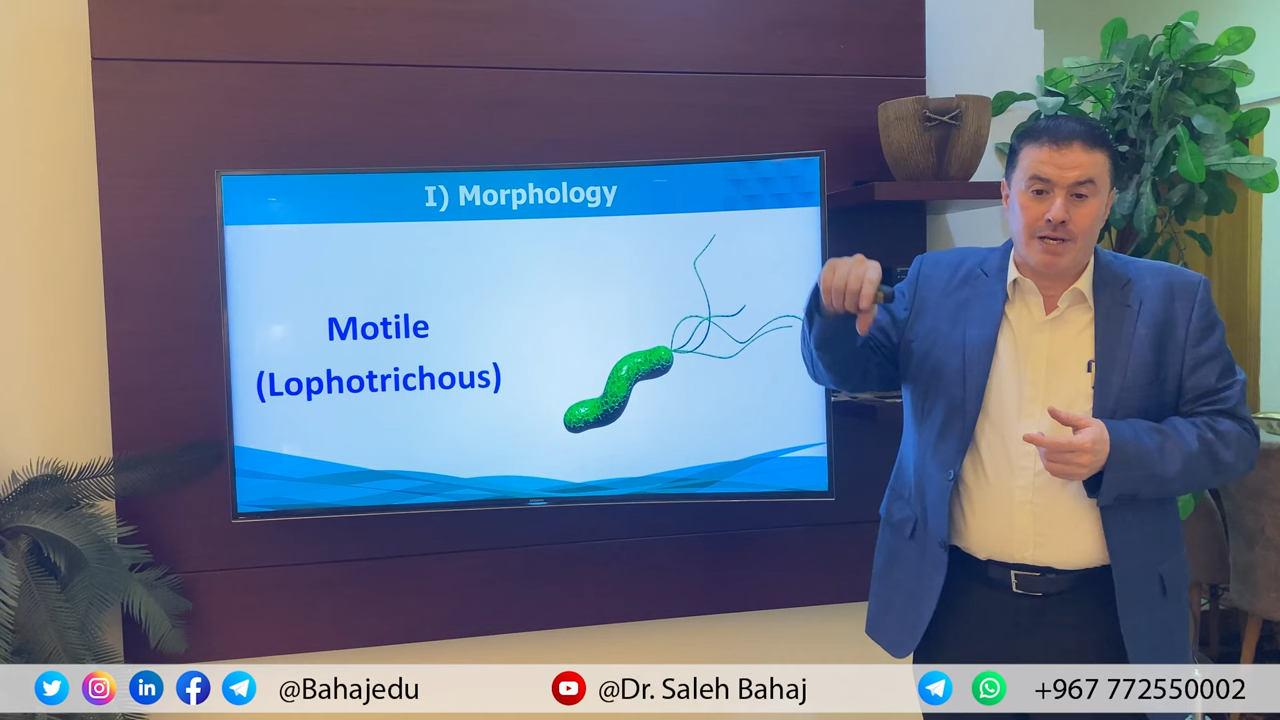 I) Morphology
Motile
(Lophotrichous)
@Bahajedu
@Dr. Saleh Bahaj
+967 772550002